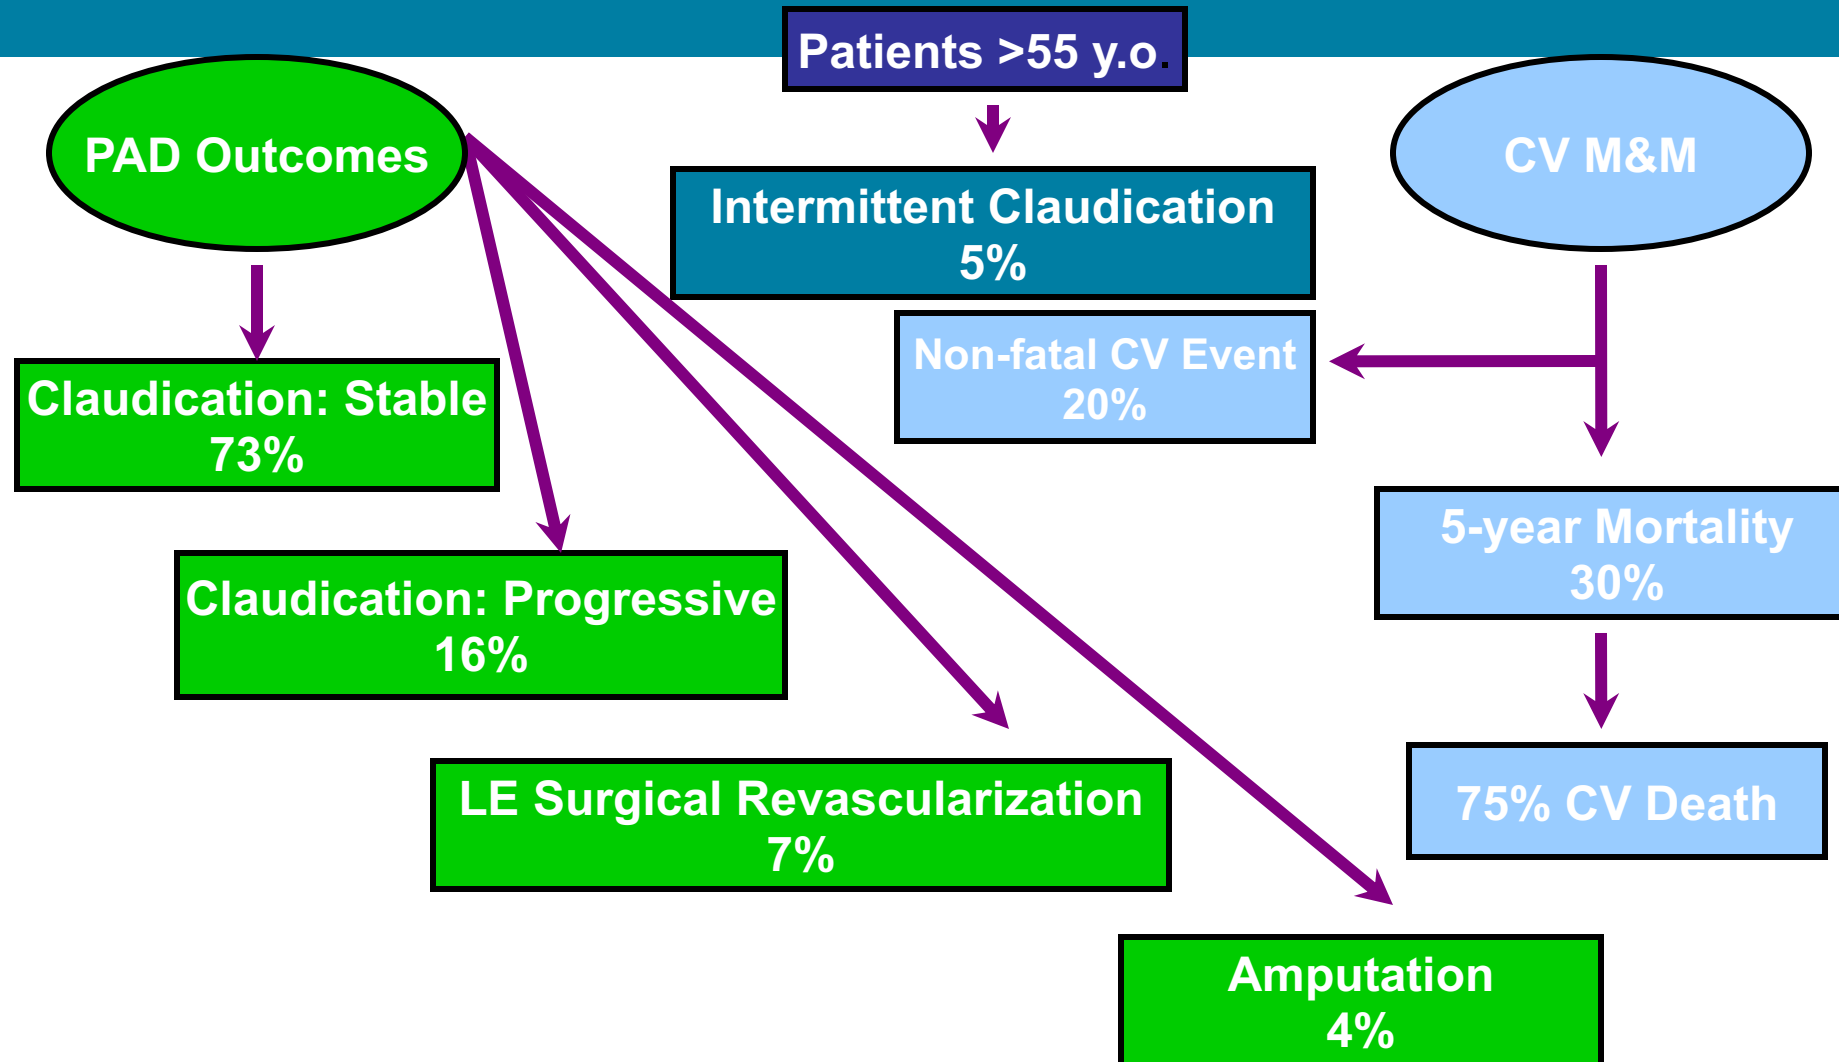 Patients >55 y.o.
PAD Outcomes
CV M&M
Intermittent Claudication
5%
Non-fatal CV Event
20%
Claudication: Stable
73%
5-year Mortality
30%
Claudication: Progressive
16%
LE Surgical Revascularization
7%
75% CV Death
Amputation
4%